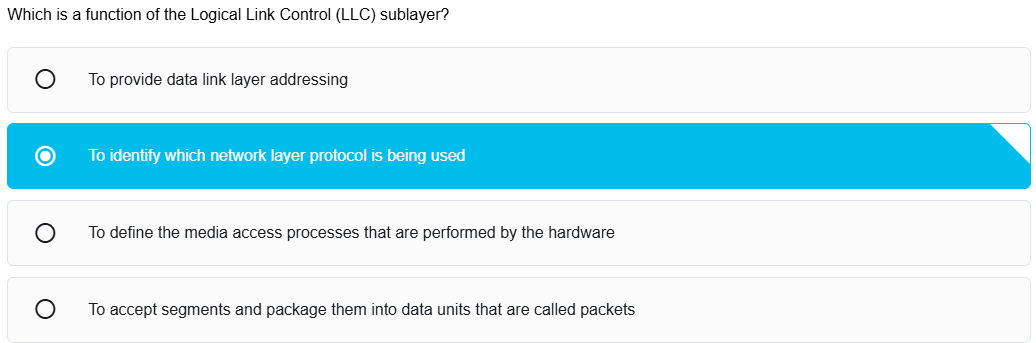 Which is a function of the Logical Link Control (LLC) sublayer?
To provide data link layer addressing
To identify which network layer protocol is being used
To define the media access processes that are performed by the hardware
To accept segments and package them into data units that are called packets